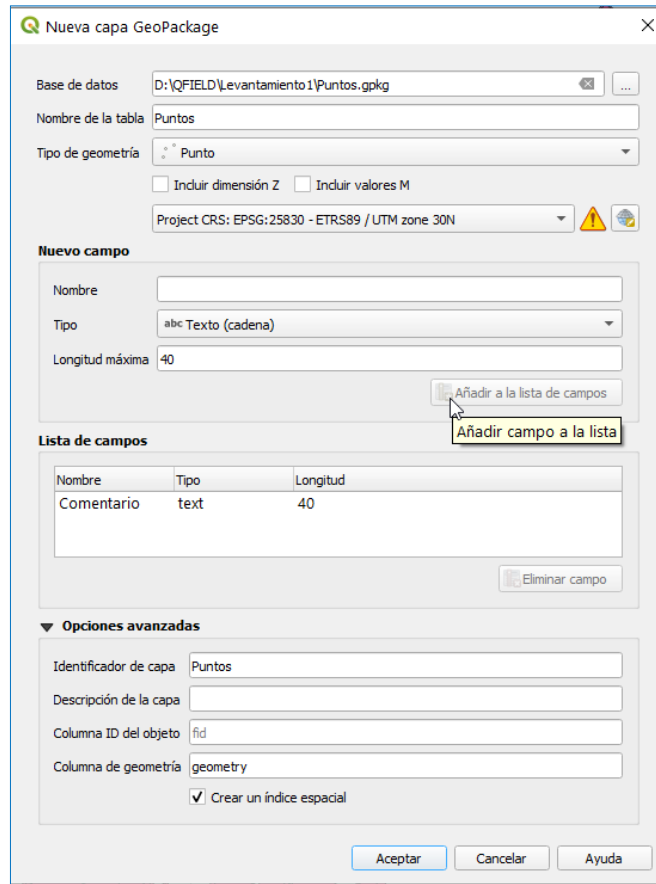 Nueva capa GeoPackage
Base de datos D:\QFIELD\Levantamiento1\Puntos.gpkg ...
Nombre de la tabla Puntos
Tipo de geometría Punto
Incluir dimensión Z Incluir valores M
Project CRS: EPSG:25830 - ETRS89 / UTM zone 30N
Nuevo campo
Nombre
Tipo abc Texto (cadena)
Longitud máxima 40
Añadir a la lista de campos
Añadir campo a la lista
Lista de campos
Nombre Tipo Longitud
Comentario text 40
Eliminar campo
Opciones avanzadas
Identificador de capa Puntos
Descripción de la capa
Columna ID del objeto fid
Columna de geometría geometry
Crear un índice espacial
Aceptar Cancelar Ayuda